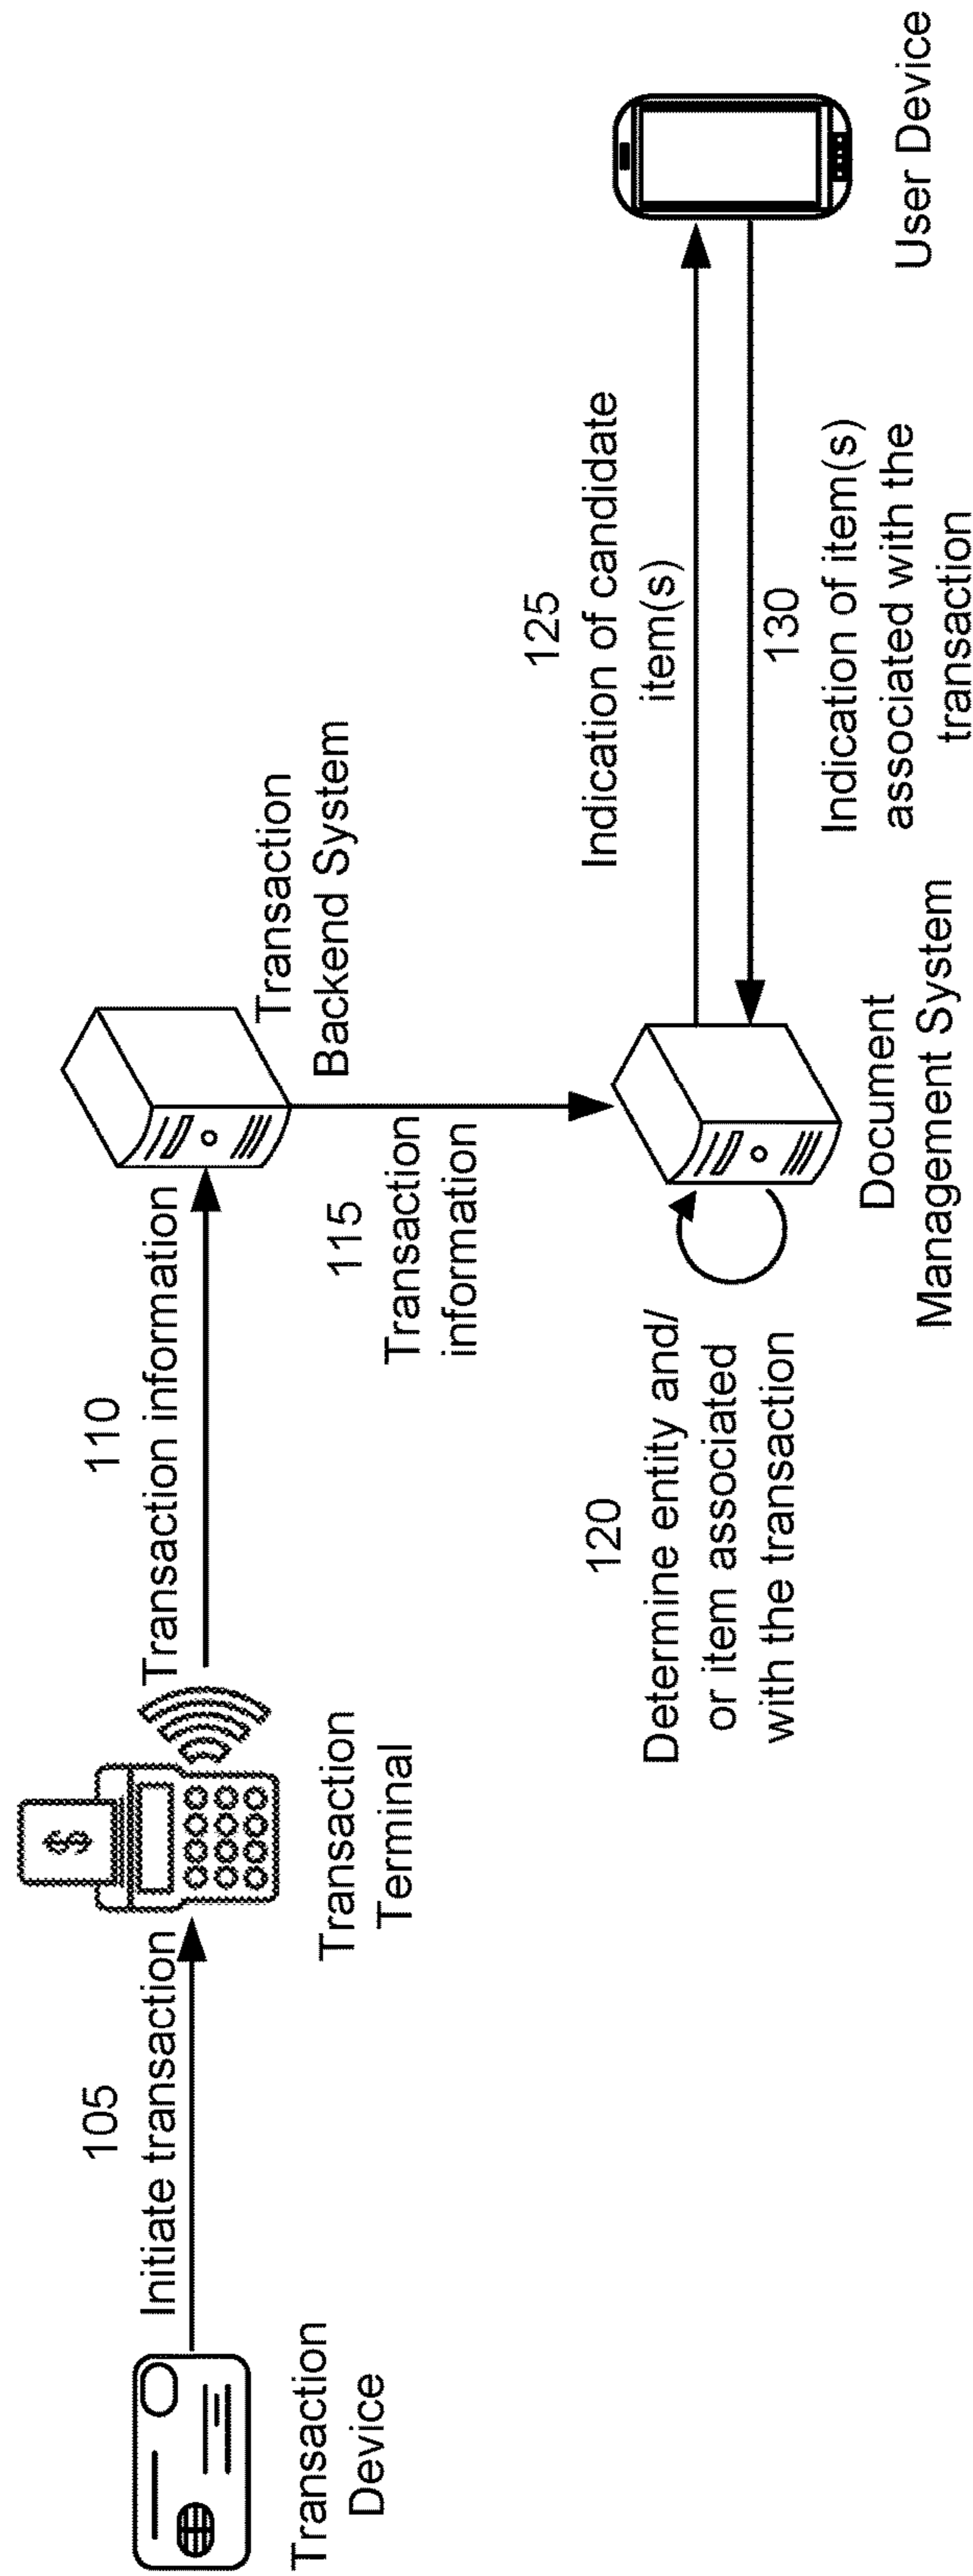 105
Initiate transaction
Transaction
Device
Transaction
Terminal
110
Transaction information
Transaction
Backend System
115
Transaction
information
120
Determine entity and/
or item associated
with the transaction
Document
Management System
125
Indication of candidate
item(s)
130
Indication of item(s)
associated with the
transaction
User Device